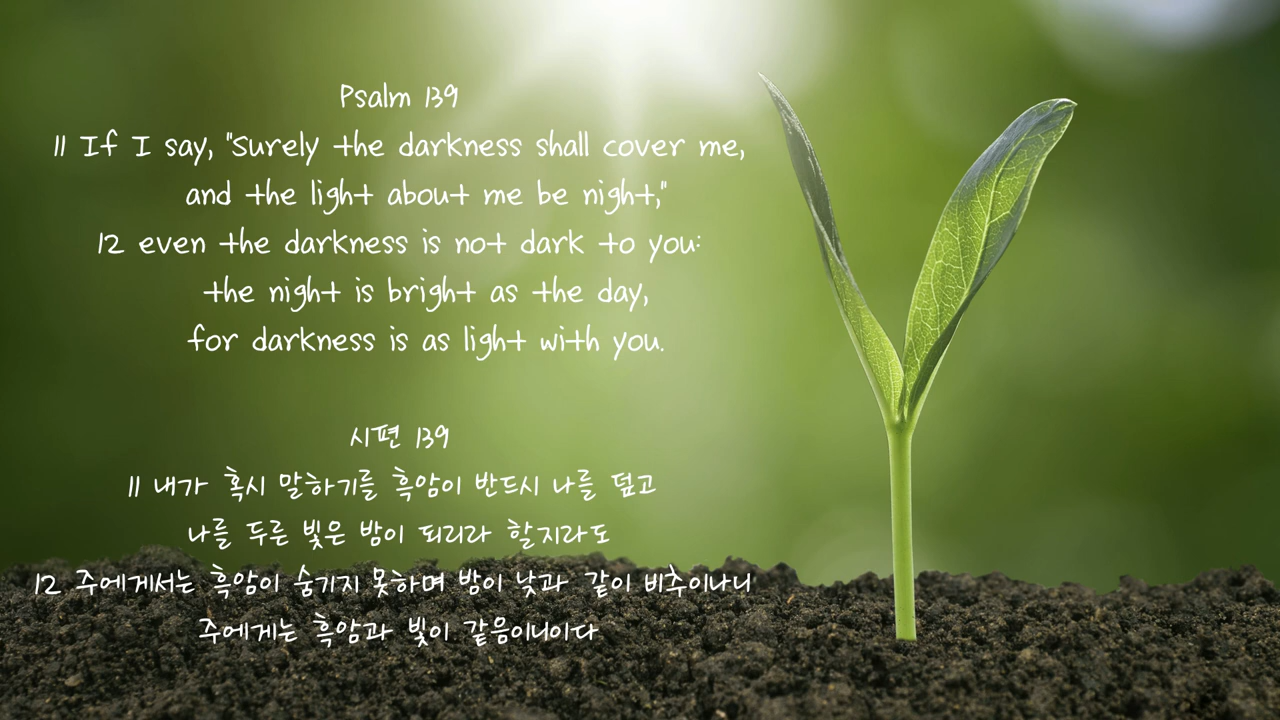 Psalm 139
11 If I say, "Surely the darkness shall cover me,
and the light about me be night,"
12 even the darkness is not dark to you:
the night is bright as the day,
for darkness is as light with you.
시편 139
11 내가 혹시 말하기를 흑암이 반드시 나를 덮고
나를 두른 빛은 밤이 되리라 할지라도
12 주에게서는 흑암이 숨기지 못하며 밤이 낮과 같이 비추이나니
주에게는 흑암과 빛이 같음이니이다